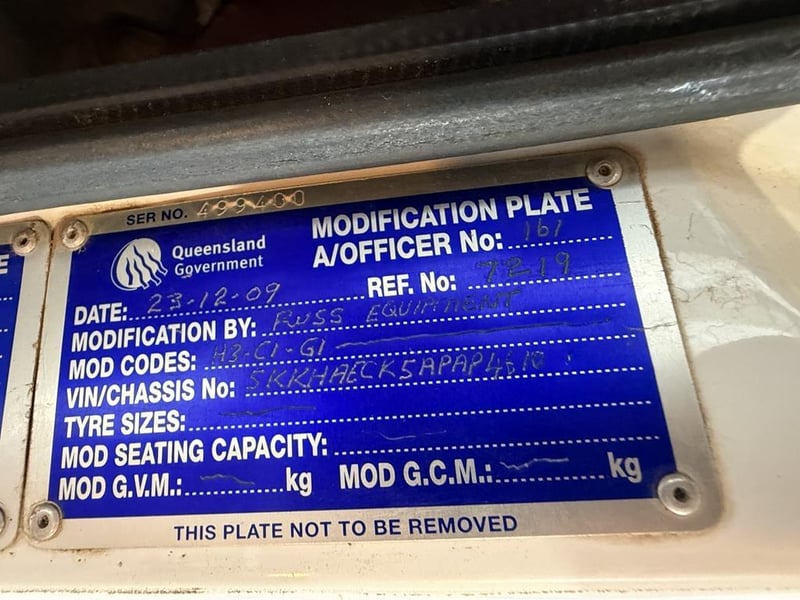 SER NO. 499400
Queensland Government
MODIFICATION PLATE
A/OFFICER No: 161
DATE: 23-12-09
REF. No: 7219
MODIFICATION BY: RWSS EQUIPMENT
MOD CODES: H3-C1-G1
VIN/CHASSIS No: 5KKHAECK5APAP4610
TYRE SIZES:
MOD SEATING CAPACITY:
MOD G.V.M.: kg MOD G.C.M.: kg
THIS PLATE NOT TO BE REMOVED
E